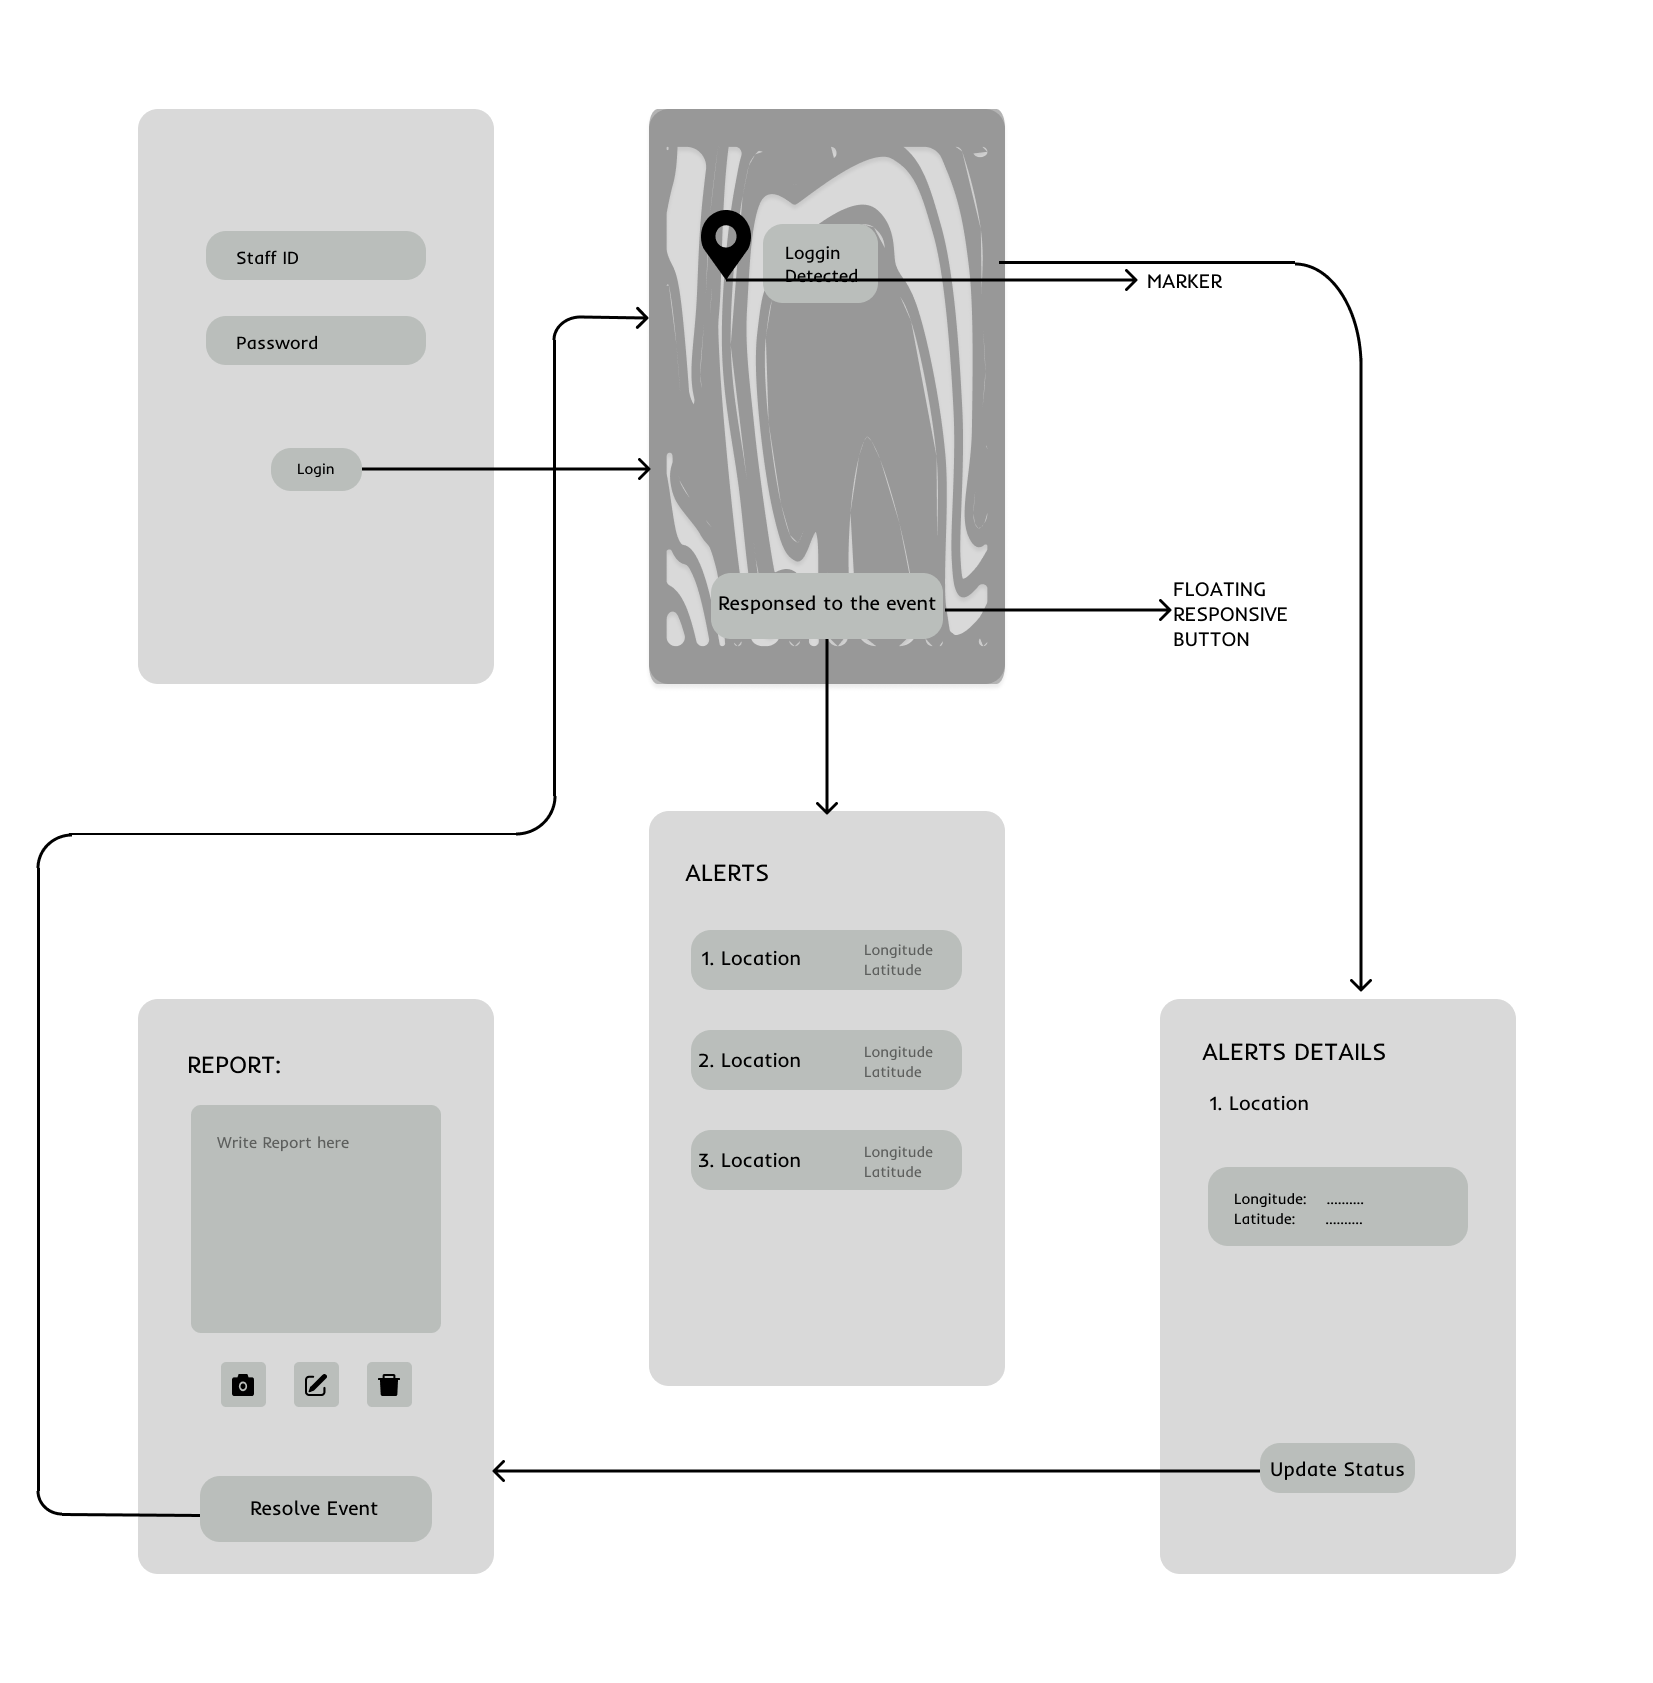 Staff ID
Password
Login
Loggin
Detected
MARKER
Responsed to the event
FLOATING
RESPONSIVE
BUTTON
ALERTS
1. Location
Longitude
Latitude
2. Location
Longitude
Latitude
3. Location
Longitude
Latitude
ALERTS DETAILS
1. Location
Longitude: ..........
Latitude: ..........
Update Status
REPORT:
Write Report here
Resolve Event